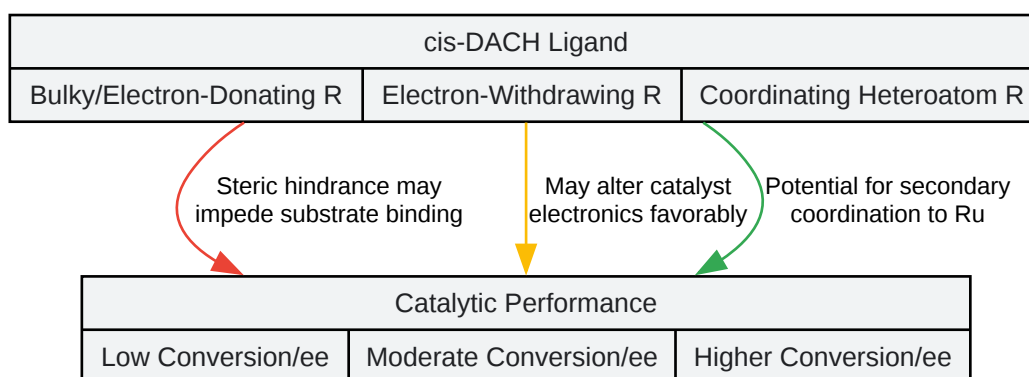 cis-DACH Ligand
Bulky/Electron-Donating R
Electron-Withdrawing R
Coordinating Heteroatom R
Steric hindrance may
impede substrate binding
May alter catalyst
electronics favorably
Potential for secondary
coordination to Ru
Catalytic Performance
Low Conversion/ee
Moderate Conversion/ee
Higher Conversion/ee